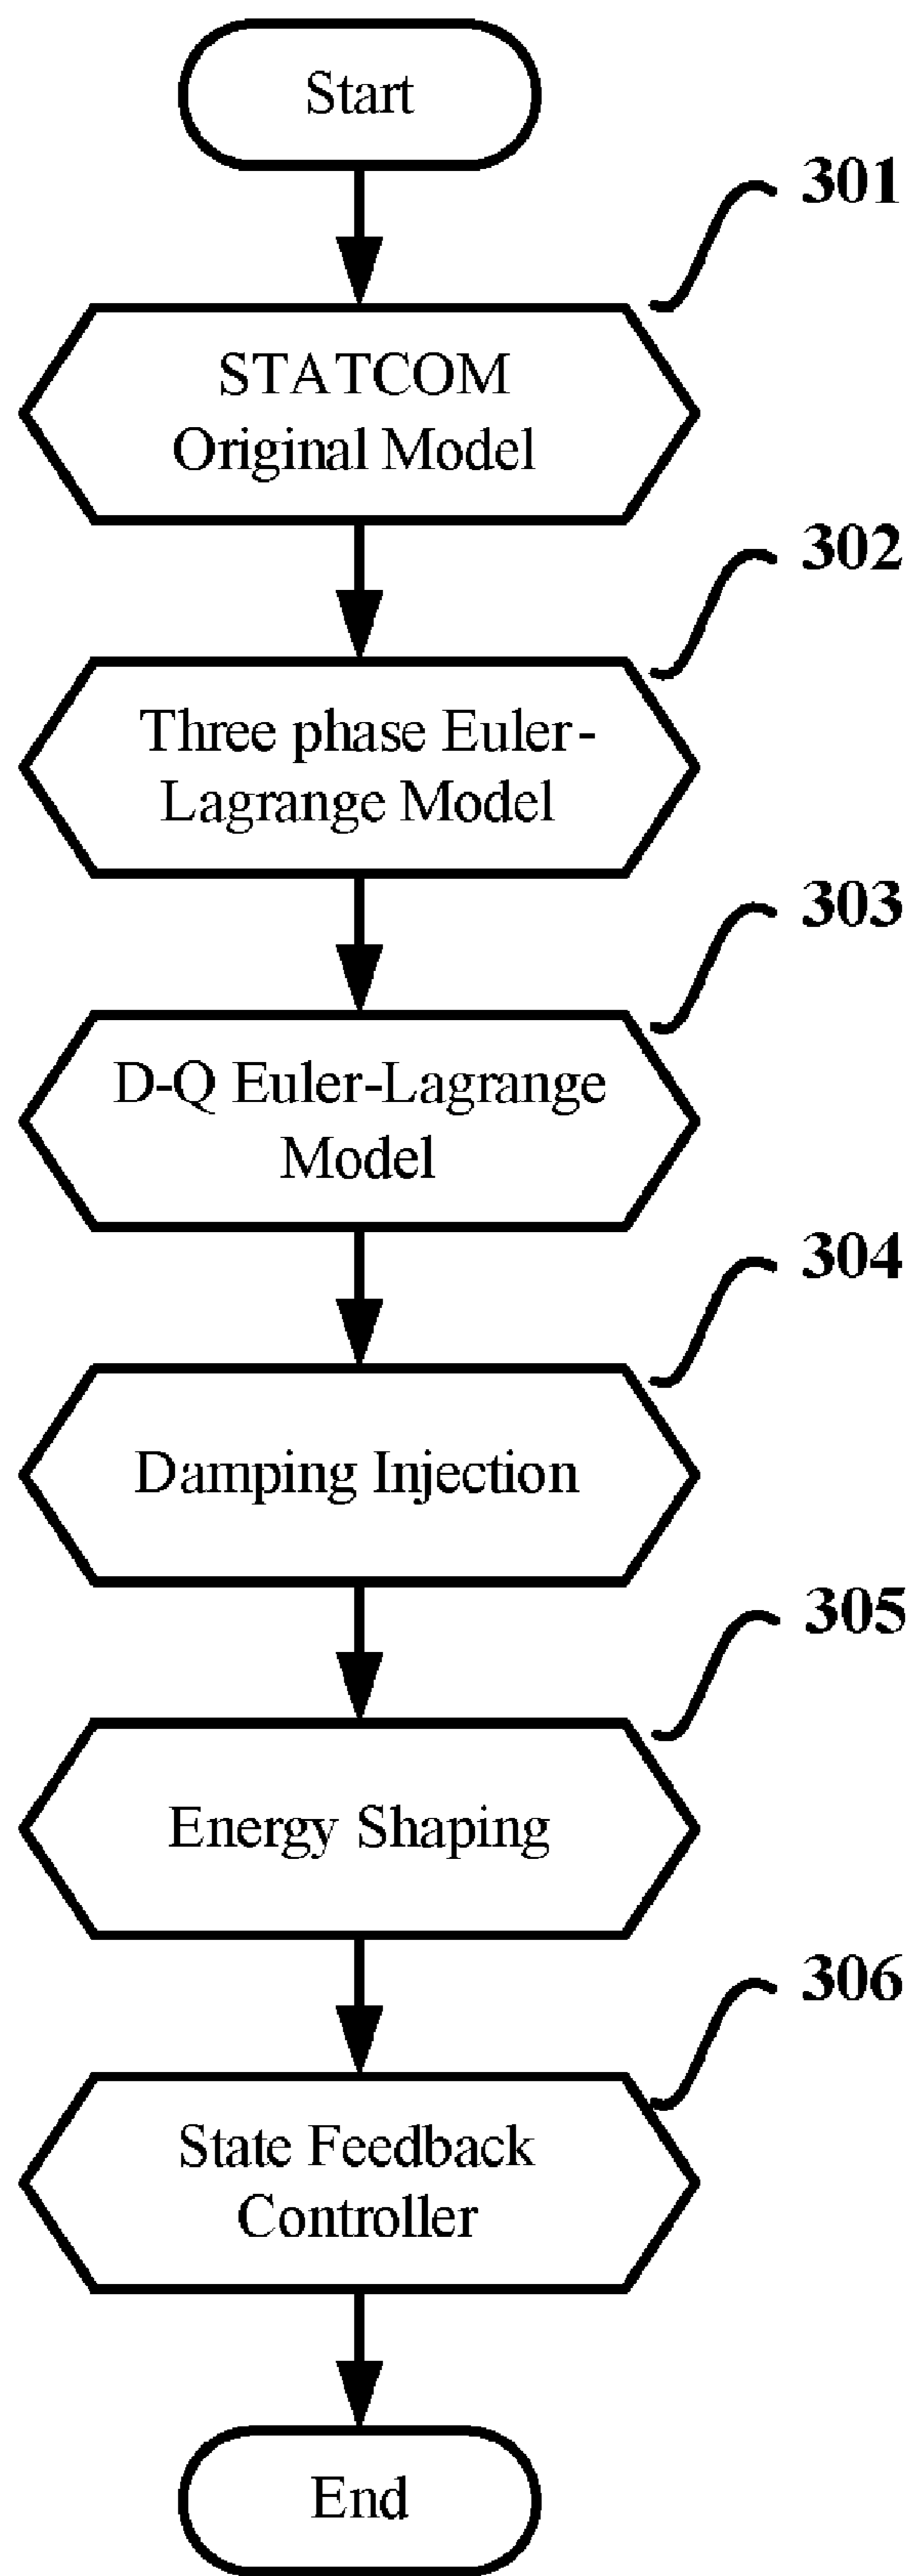 Start
301
STATCOM
Original Model
302
Three phase Euler-
Lagrange Model
303
D-Q Euler-Lagrange
Model
304
Damping Injection
305
Energy Shaping
306
State Feedback
Controller
End